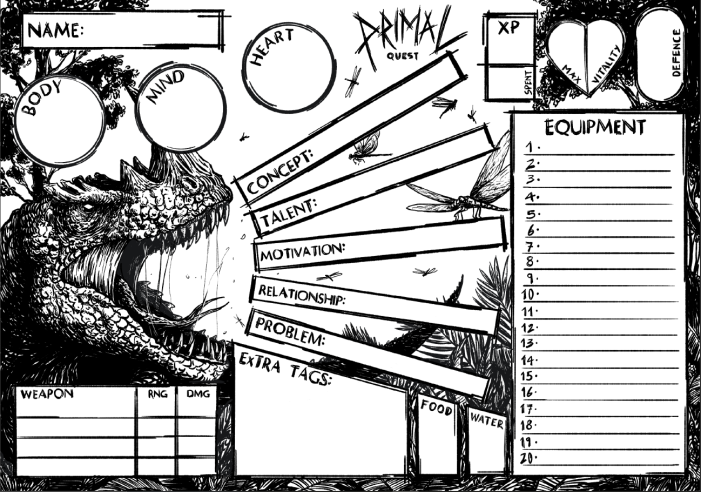 NAME:
BODY
MIND
HEART
PRIMAL
QUEST
XP
SPENT
MAX
VITALITY
DEFENCE
CONCEPT:
TALENT:
MOTIVATION:
RELATIONSHIP:
PROBLEM:
EXTRA TAGS:
WEAPON RNG DMG
FOOD
WATER
EQUIPMENT
1.
2.
3.
4.
5.
6.
7.
8.
9.
10.
11.
12.
13.
14.
15.
16.
17.
18.
19.
20.